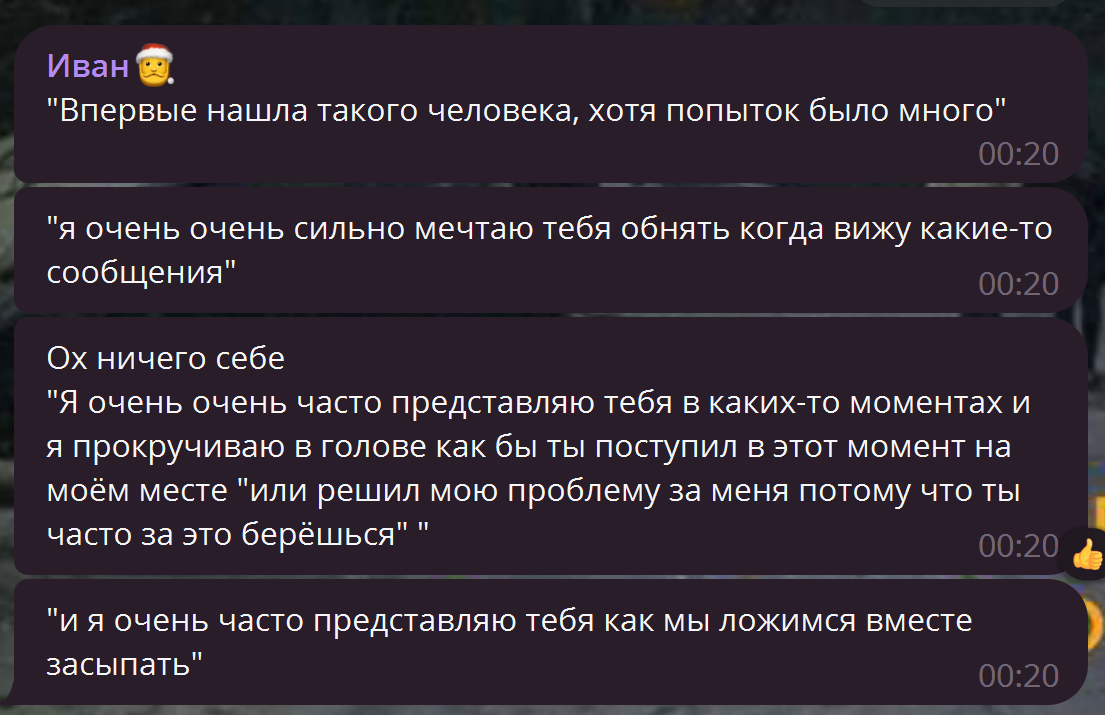 Иван
"Впервые нашла такого человека, хотя попыток было много"
00:20
"я очень очень сильно мечтаю тебя обнять когда вижу какие-то
сообщения"
00:20
Ох ничего себе
"Я очень очень часто представляю тебя в каких-то моментах и
я прокручиваю в голове как бы ты поступил в этот момент на
моём месте "или решил мою проблему за меня потому что ты
часто за это берёшься" "
00:20
"и я очень часто представляю тебя как мы ложимся вместе
засыпать"
00:20